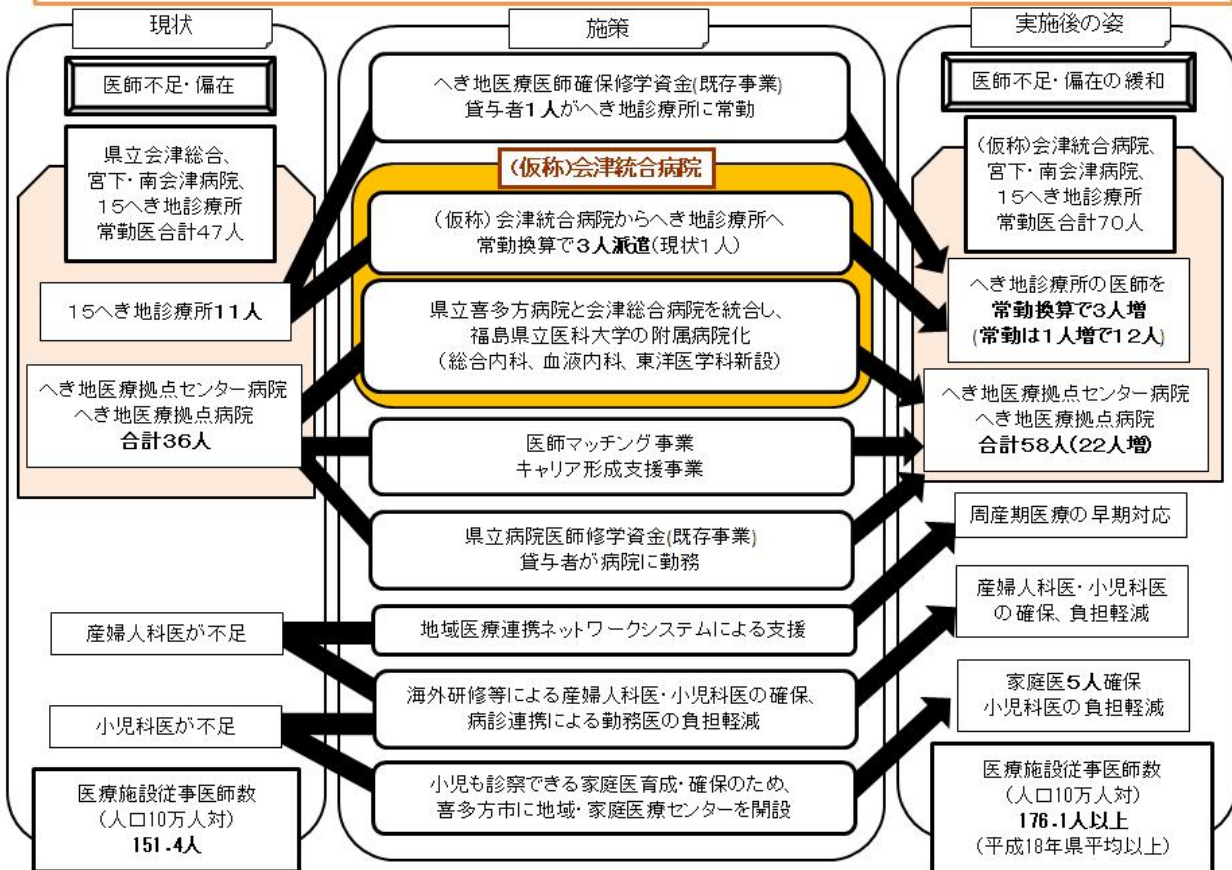 現状
医師不足・偏在
県立会津総合、
宮下・南会津病院、
15へき地診療所
常勤医合計47人
15へき地診療所11人
へき地医療拠点センター病院
へき地医療拠点病院
合計36人
産婦人科医が不足
小児科医が不足
医療施設従事医師数
(人口10万人対)
151.4人
施策
へき地医療医師確保修学資金(既存事業)
貸与者1人がへき地診療所に常勤
(仮称)会津統合病院
(仮称)会津統合病院からへき地診療所へ
常勤換算で3人派遣(現状1人)
県立喜多方病院と会津総合病院を統合し、
福島県立医科大学の附属病院化
(総合内科、血液内科、東洋医学科新設)
医師マッチング事業
キャリア形成支援事業
県立病院医師修学資金(既存事業)
貸与者が病院に勤務
地域医療連携ネットワークシステムによる支援
海外研修等による産婦人科医・小児科医の確保、
病診連携による勤務医の負担軽減
小児も診察できる家庭医育成・確保のため、
喜多方市に地域・家庭医療センターを開設
実施後の姿
医師不足・偏在の緩和
(仮称)会津統合病院、
宮下・南会津病院、
15へき地診療所
常勤医合計70人
へき地診療所の医師を
常勤換算で3人増
(常勤は1人増で12人)
へき地医療拠点センター病院
へき地医療拠点病院
合計58人(22人増)
周産期医療の早期対応
産婦人科医・小児科医
の確保、負担軽減
家庭医5人確保
小児科医の負担軽減
医療施設従事医師数
(人口10万人対)
176.1人以上
(平成18年県平均以上)